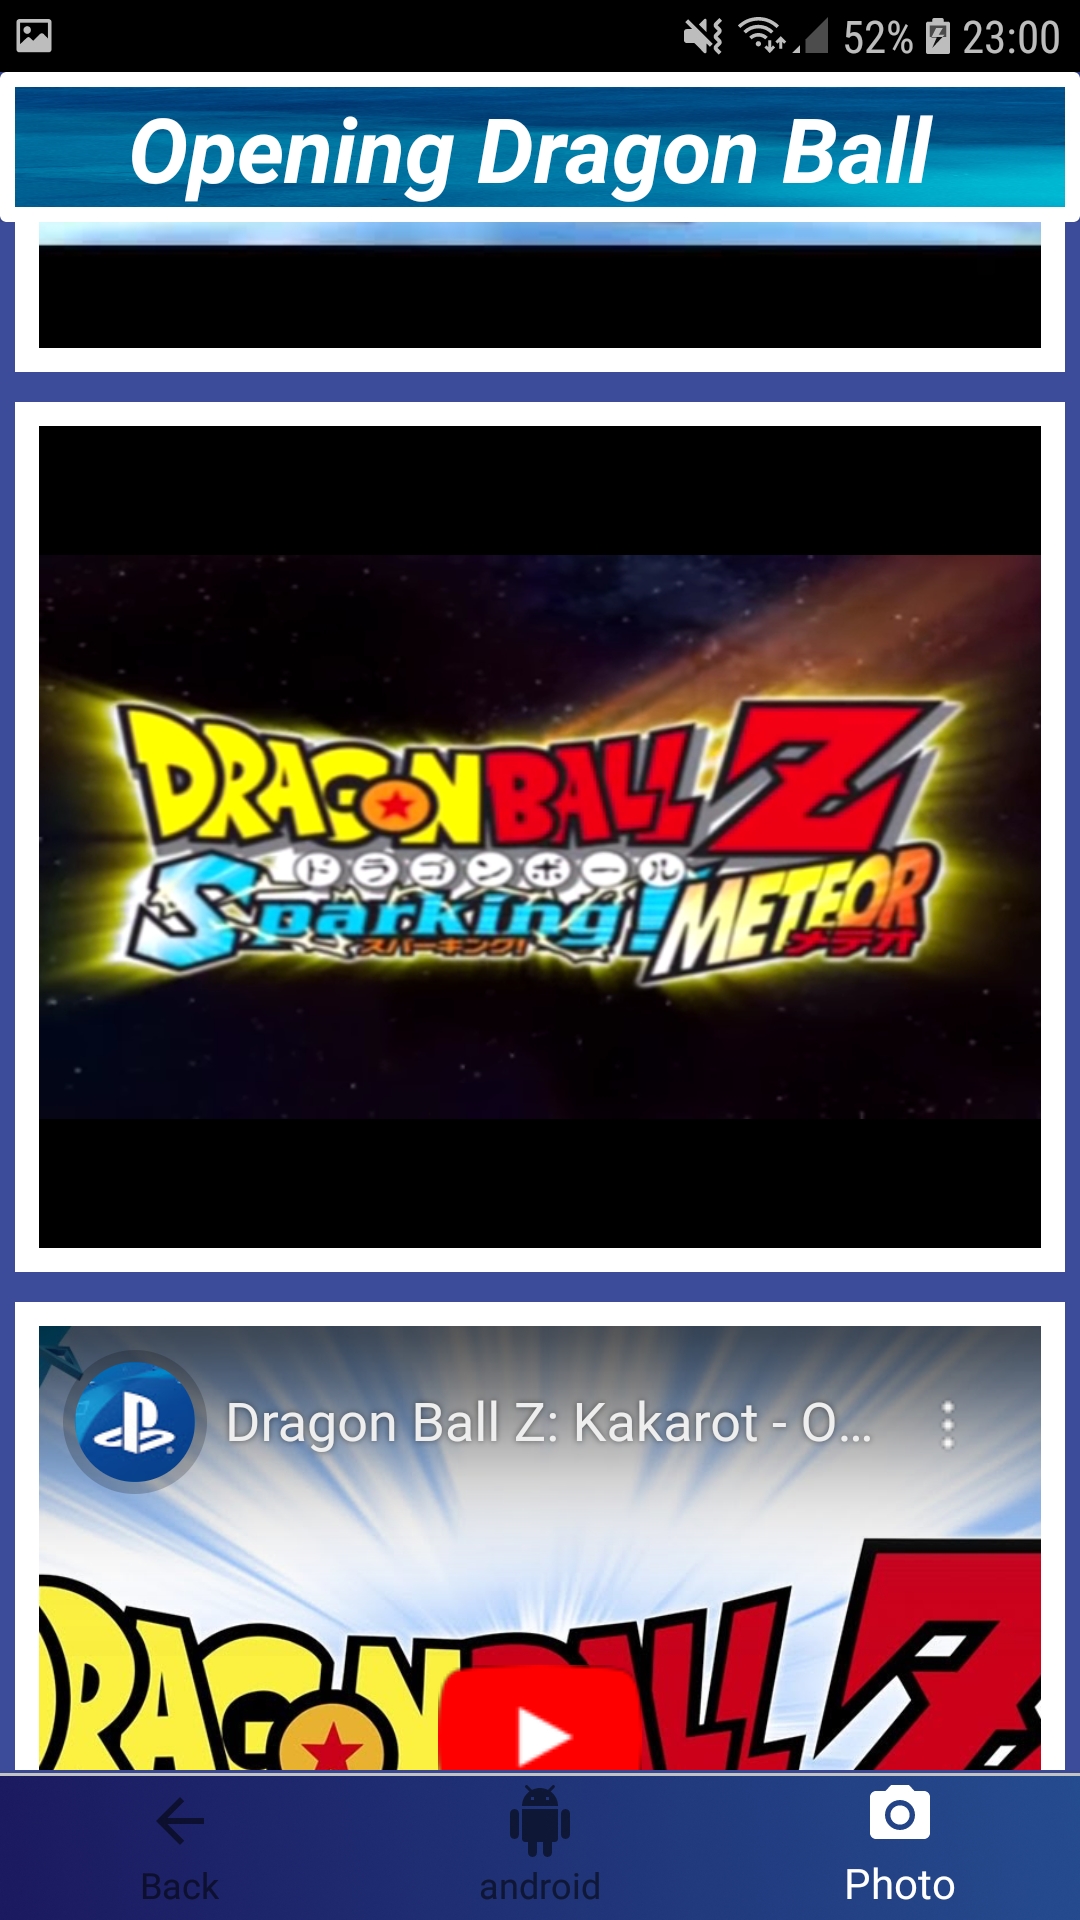 52% 23:00
Opening Dragon Ball
DRAGON BALL Z
ドラゴンボール
Sparking! METEOR
スパーキング! メテオ
Dragon Ball Z: Kakarot - O...
DRAGON BALL Z
Back android Photo